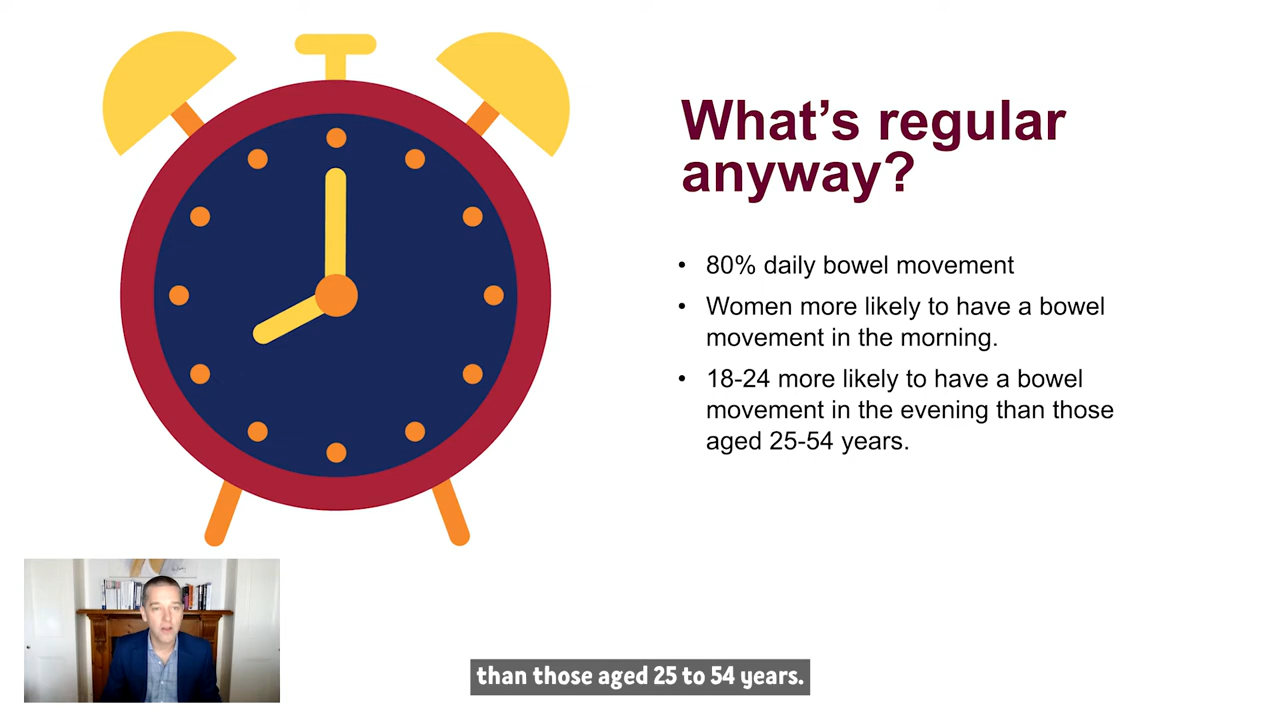 What's regular
anyway?
• 80% daily bowel movement
• Women more likely to have a bowel
movement in the morning.
• 18-24 more likely to have a bowel
movement in the evening than those
aged 25-54 years.
than those aged 25 to 54 years.